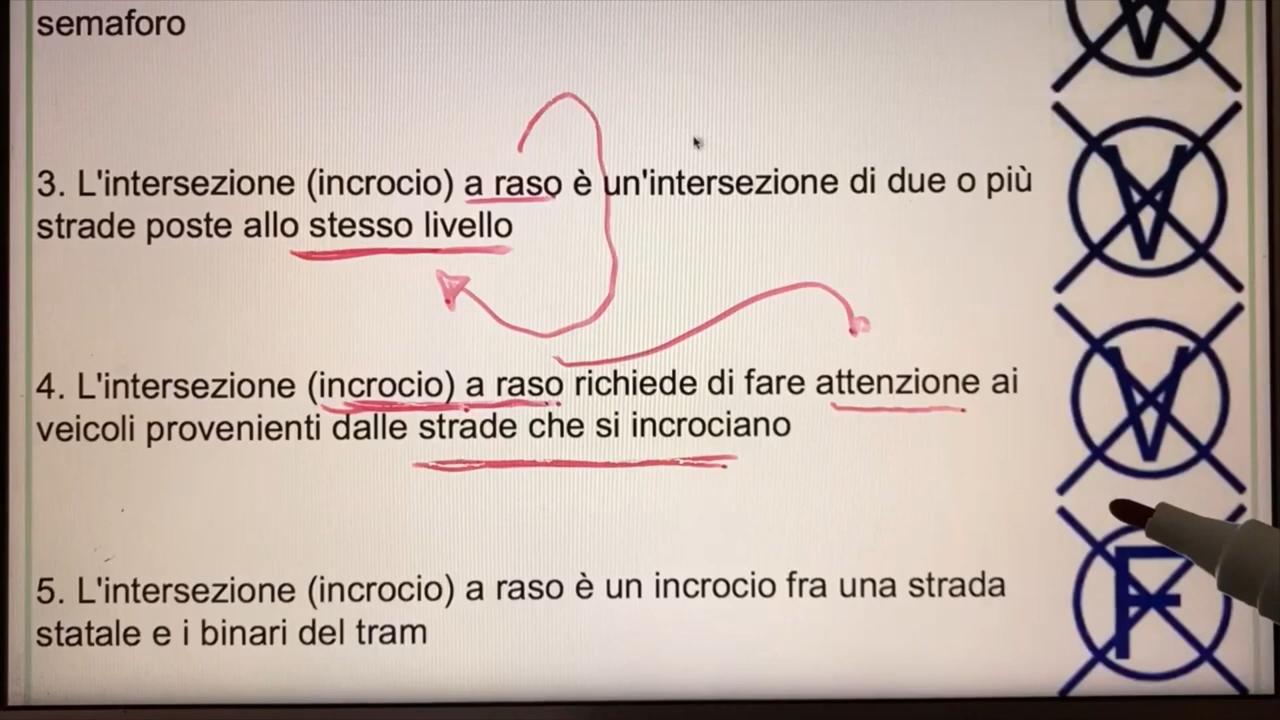 semaforo
V
3. L'intersezione (incrocio) a raso è un'intersezione di due o più
strade poste allo stesso livello
V
4. L'intersezione (incrocio) a raso richiede di fare attenzione ai
veicoli provenienti dalle strade che si incrociano
V
5. L'intersezione (incrocio) a raso è un incrocio fra una strada
statale e i binari del tram
F